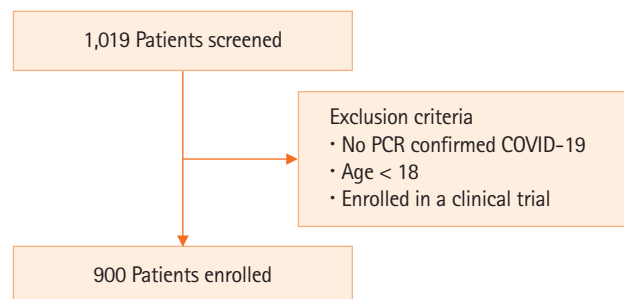 1,019 Patients screened
Exclusion criteria
· No PCR confirmed COVID-19
· Age < 18
· Enrolled in a clinical trial
900 Patients enrolled